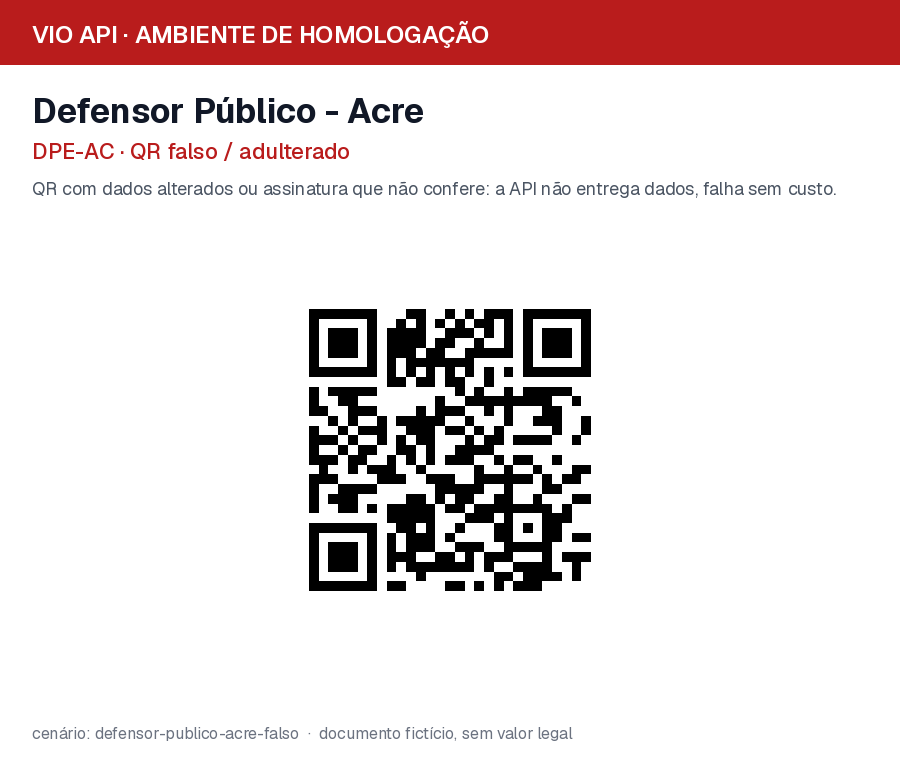 VIO API · AMBIENTE DE HOMOLOGAÇÃO
Defensor Público - Acre
DPE-AC · QR falso / adulterado
QR com dados alterados ou assinatura que não confere: a API não entrega dados, falha sem custo.
cenário: defensor-publico-acre-falso · documento fictício, sem valor legal